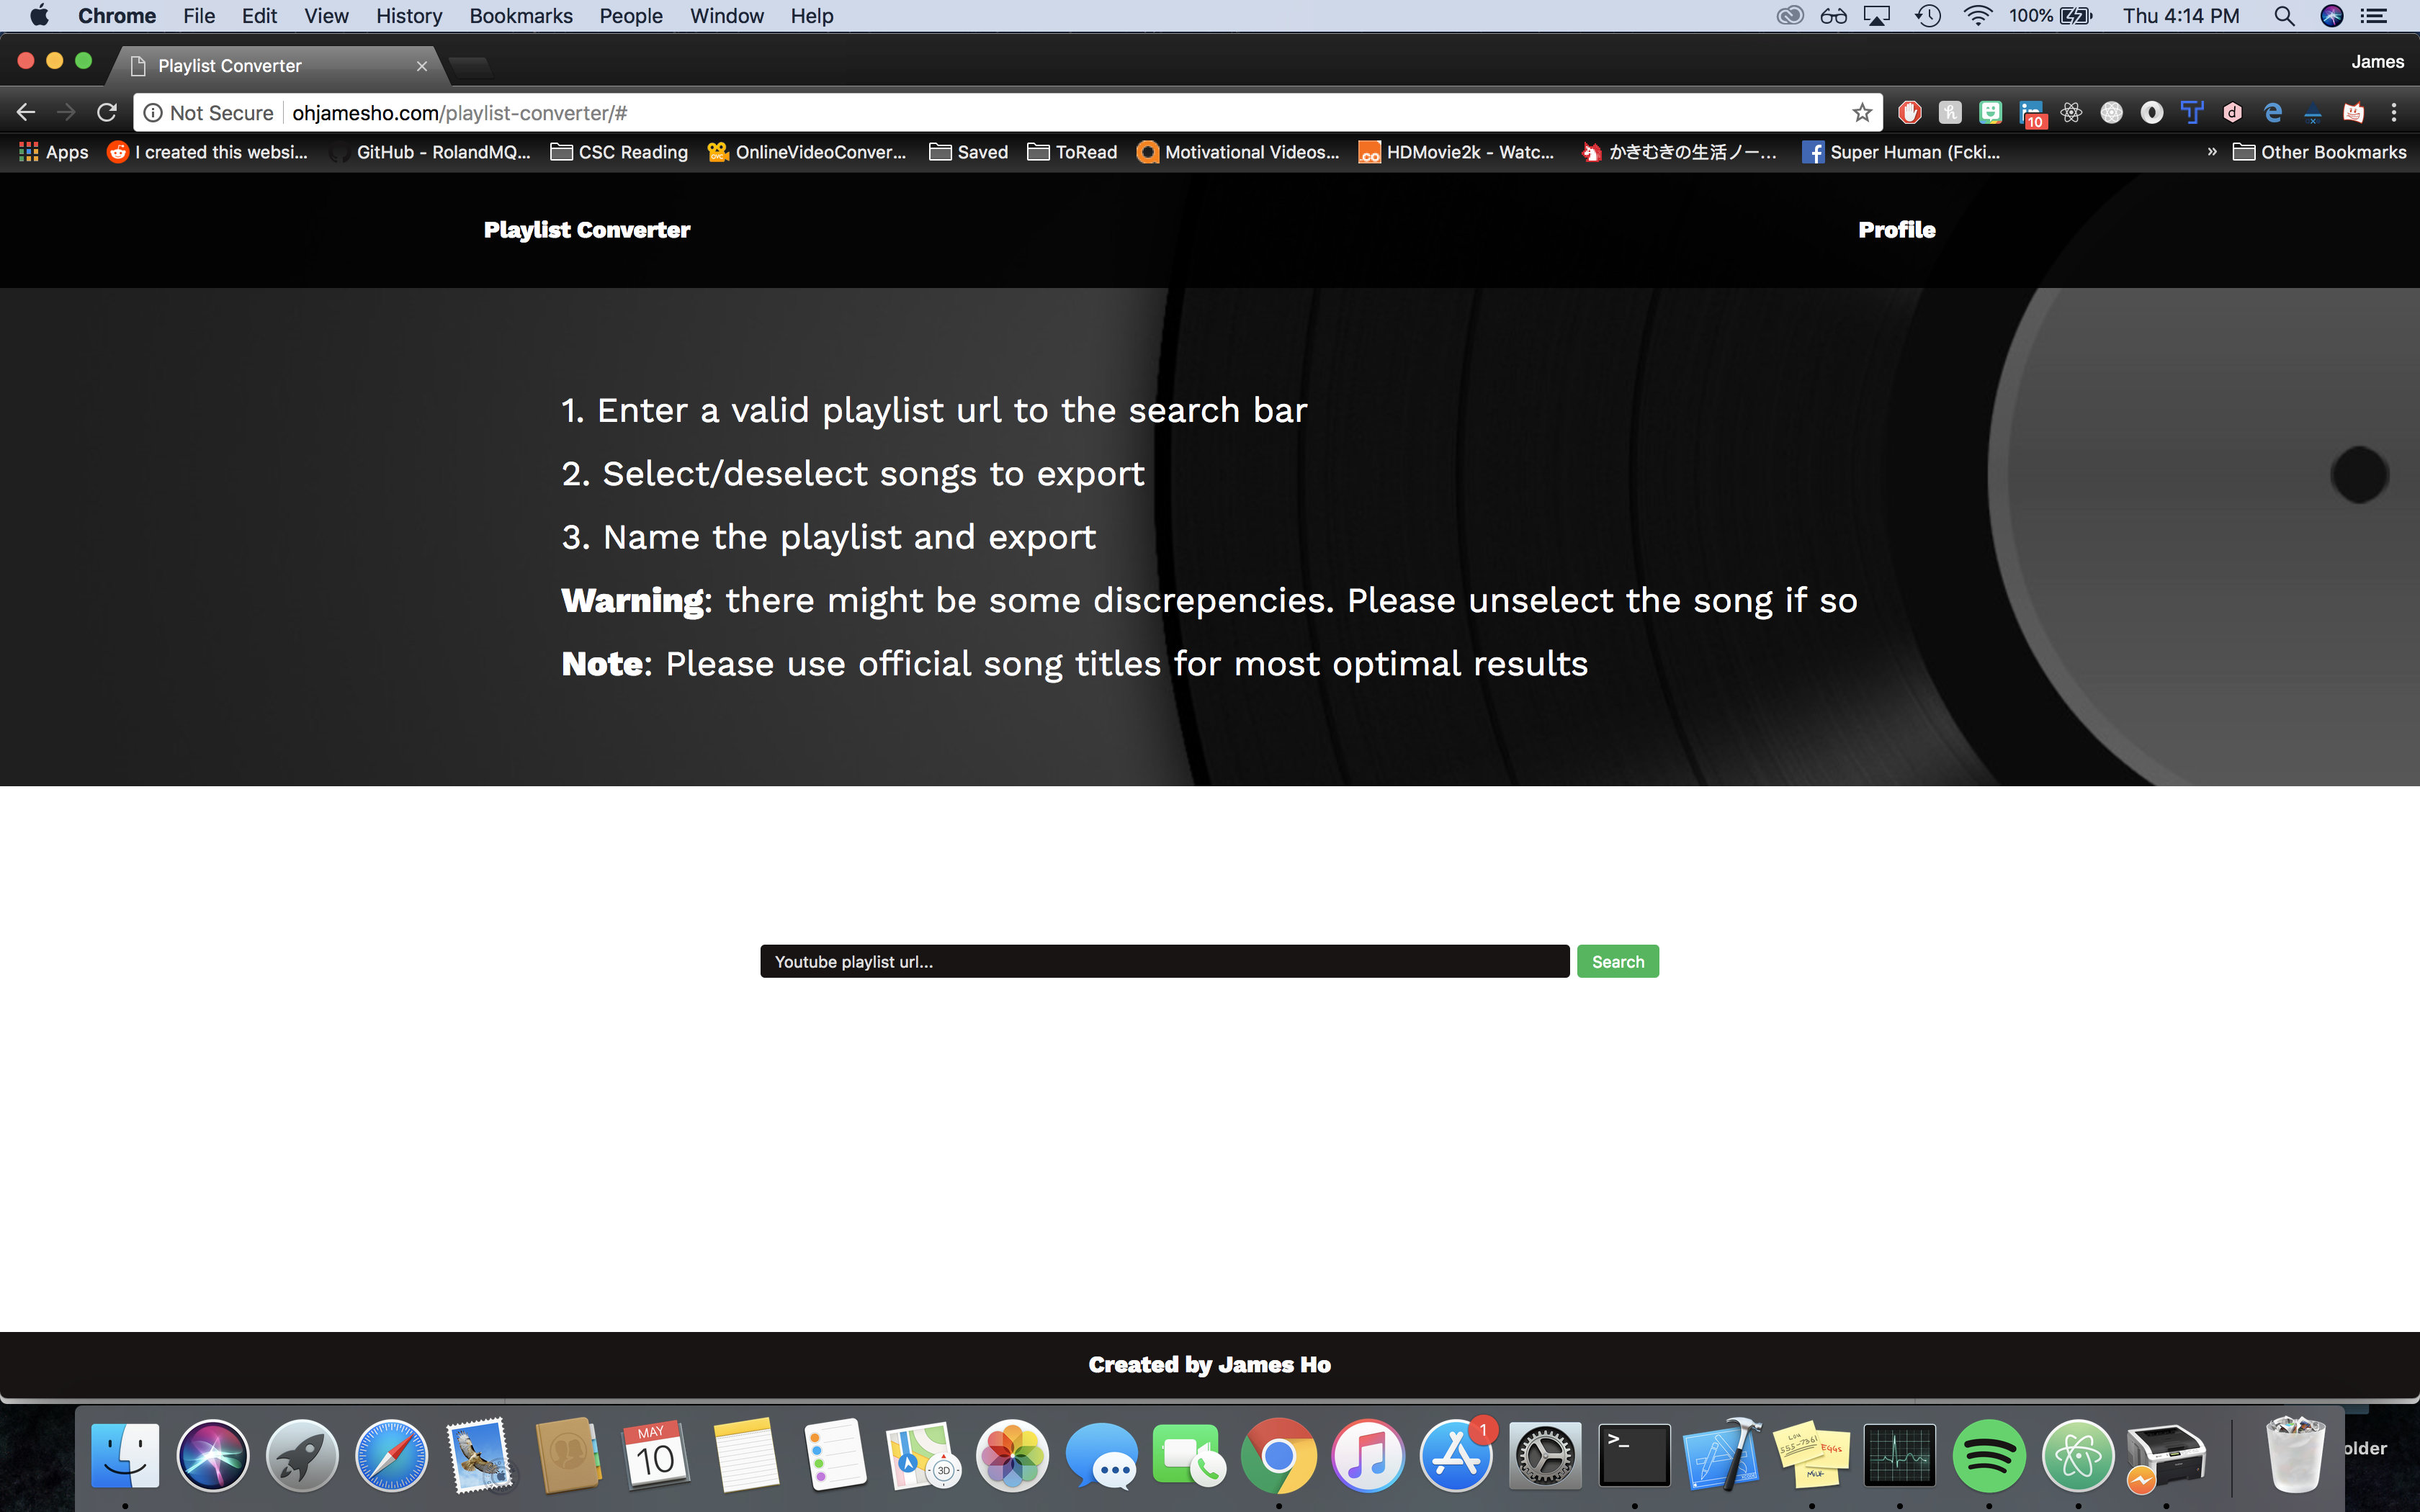 Chrome File Edit View History Bookmarks People Window Help 100% Thu 4:14 PM
Playlist Converter James
Not Secure ohjamesho.com/playlist-converter/# 10
Apps I created this websi... GitHub - RolandMQ... CSC Reading OnlineVideoConver... Saved ToRead Motivational Videos... HDMovie2k - Watc... かきむきの生活ノー... Super Human (Fcki... » Other Bookmarks
Playlist Converter Profile
1. Enter a valid playlist url to the search bar
2. Select/deselect songs to export
3. Name the playlist and export
Warning: there might be some discrepencies. Please unselect the song if so
Note: Please use official song titles for most optimal results
Youtube playlist url... Search
Created by James Ho
MAY
10
3D
1
older